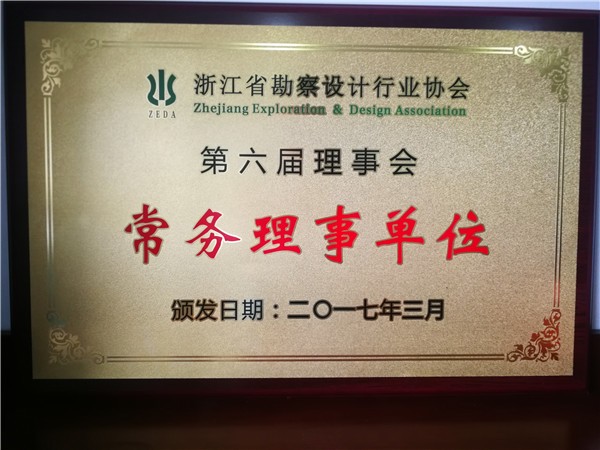 浙江省勘察设计行业协会
ZEDA
Zhejiang Exploration & Design Association
第六届理事会
常务理事单位
颁发日期：二〇一七年三月